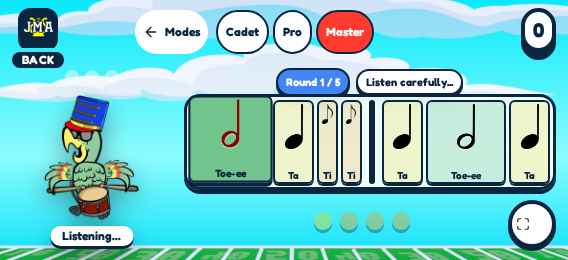 JMA
BACK
Modes
Cadet
Pro
Master
0
Round 1 / 5
Listen carefully...
Toe-ee
Ta
Ti
Ti
Ta
Toe-ee
Ta
Listening...